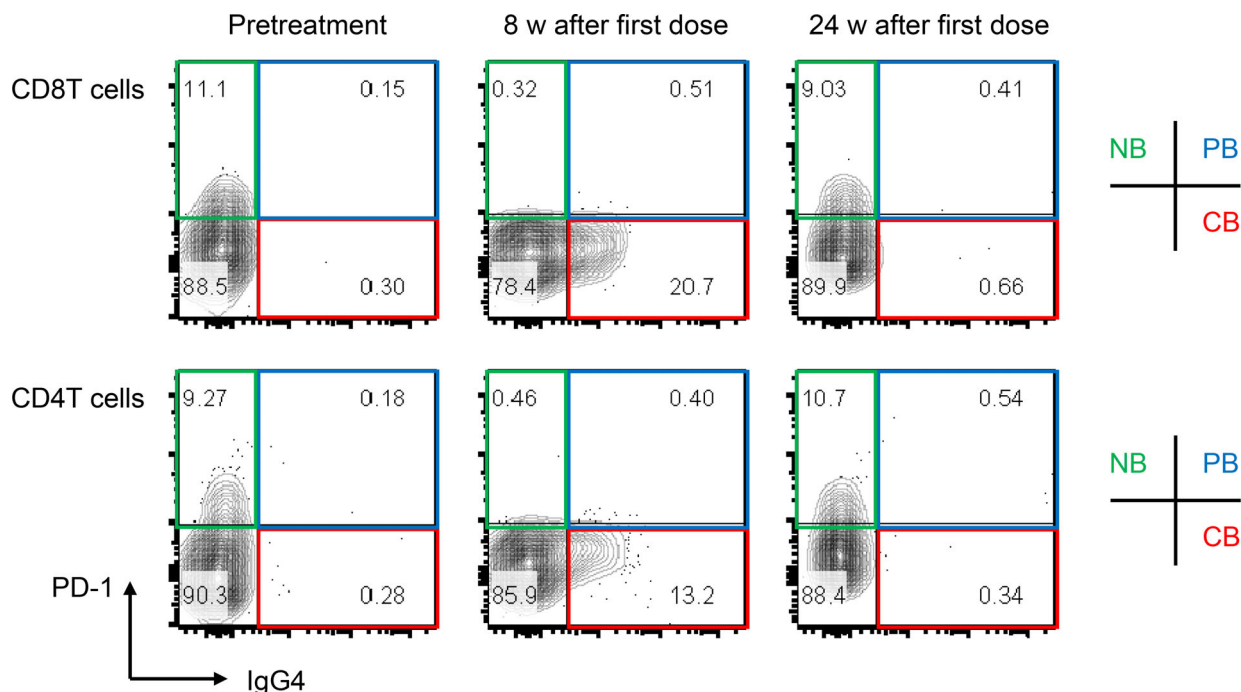 Pretreatment 8 w after first dose 24 w after first dose
CD8T cells 11.1 0.15 0.32 0.51 9.03 0.41
NB PB
CB
88.5 0.30 78.4 20.7 89.9 0.66
CD4T cells 9.27 0.18 0.46 0.40 10.7 0.54
NB PB
CB
PD-1 90.3 0.28 85.9 13.2 88.4 0.34
IgG4